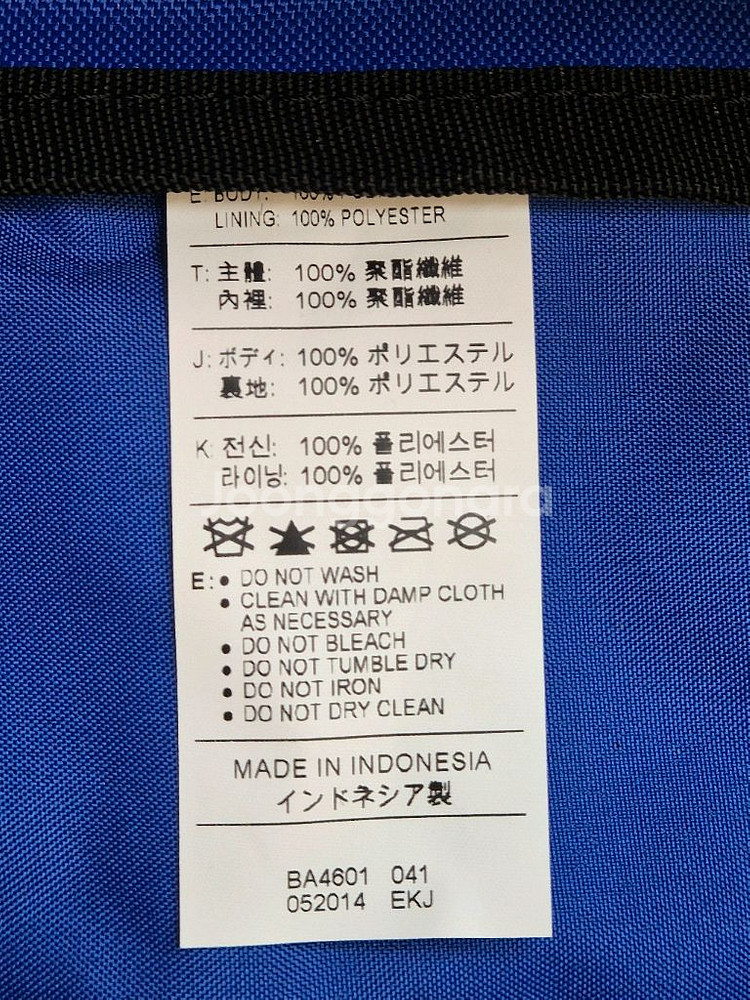 E: BODY: 100%
LINING: 100% POLYESTER
T: 主體: 100% 聚酯纖維
內裡: 100% 聚酯纖維
J: ボディ: 100% ポリエステル
裏地: 100% ポリエステル
K: 전신: 100% 폴리에스터
라이닝: 100% 폴리에스터
Joonggonara
E: • DO NOT WASH
• CLEAN WITH DAMP CLOTH
AS NECESSARY
• DO NOT BLEACH
• DO NOT TUMBLE DRY
• DO NOT IRON
• DO NOT DRY CLEAN
MADE IN INDONESIA
インドネシア製
BA4601 041
052014 EKJ